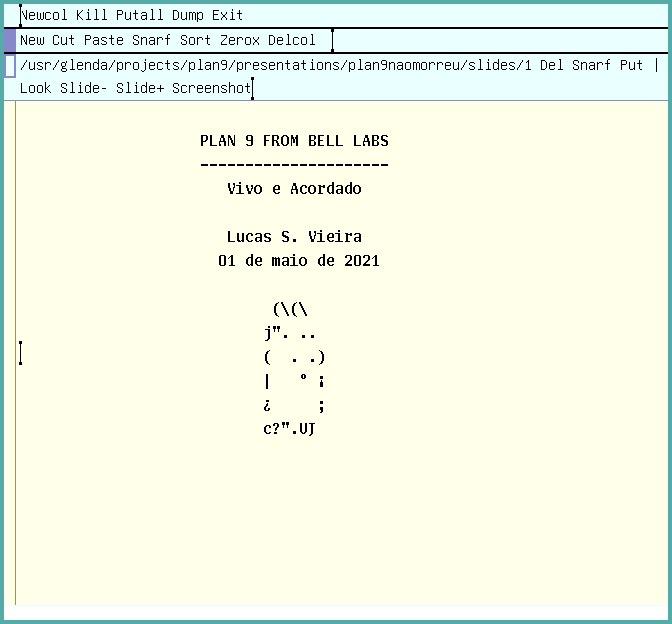 Newcol Kill Putall Dump Exit
New Cut Paste Snarf Sort Zerox Delcol
/usr/glenda/projects/plan9/presentations/plan9naomorreu/slides/1 Del Snarf Put |
Look Slide- Slide+ Screenshot
PLAN 9 FROM BELL LABS
---------------------
Vivo e Acordado
Lucas S. Vieira
01 de maio de 2021
(\(\
j". ..
(  . .)
|   º ¡
¿     ;
c?".UJ